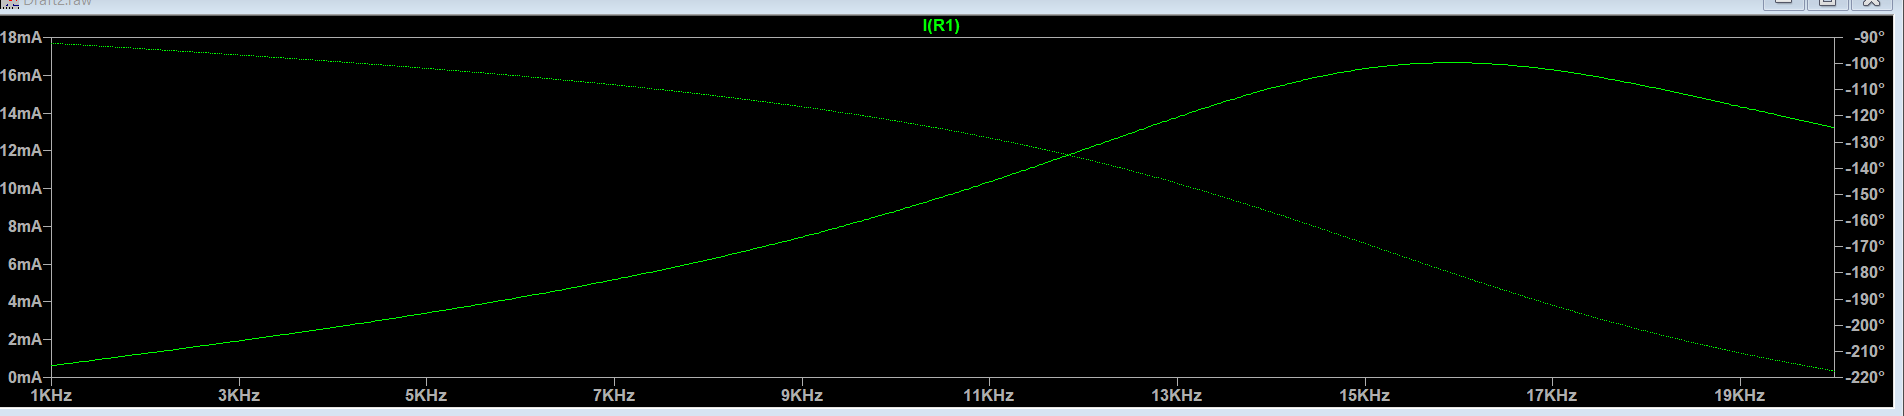 Draft2.raw
I(R1)
18mA
16mA
14mA
12mA
10mA
8mA
6mA
4mA
2mA
0mA
-90°
-100°
-110°
-120°
-130°
-140°
-150°
-160°
-170°
-180°
-190°
-200°
-210°
-220°
1KHz 3KHz 5KHz 7KHz 9KHz 11KHz 13KHz 15KHz 17KHz 19KHz